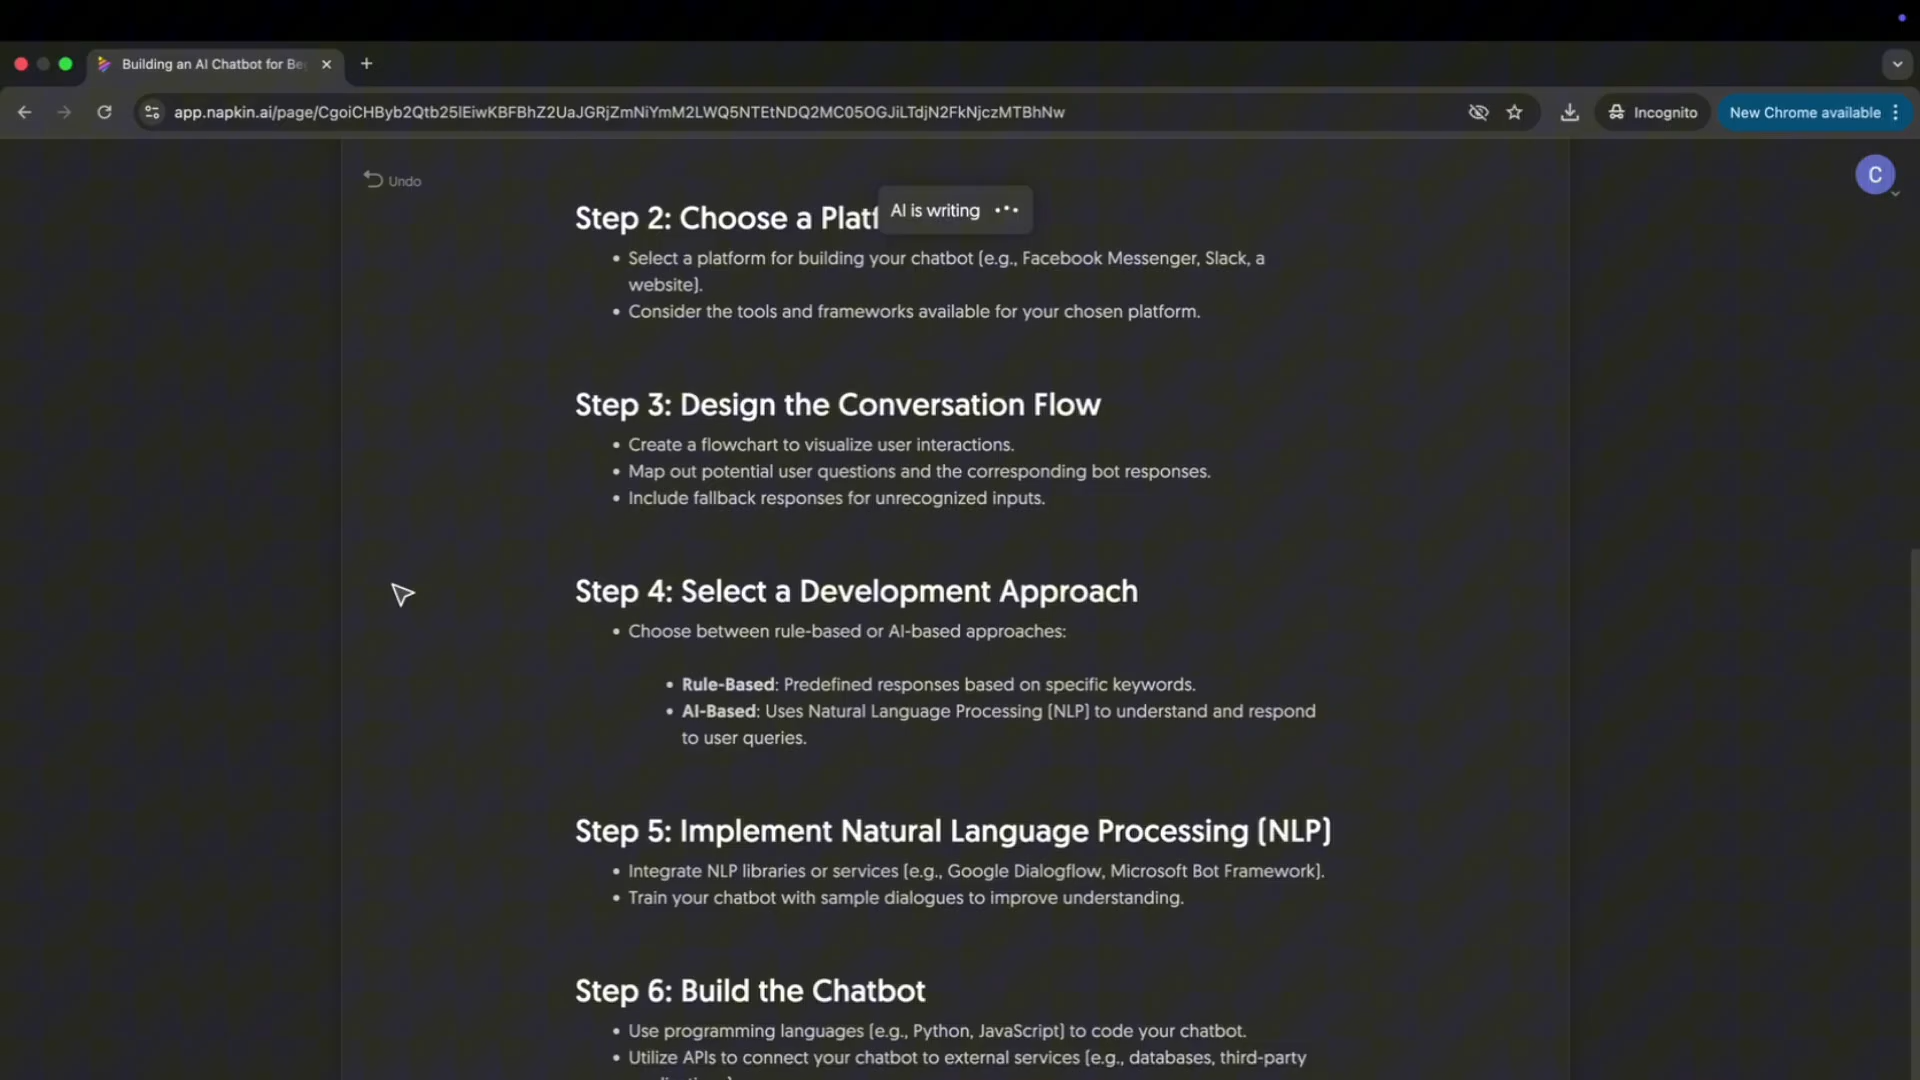 Building an AI Chatbot for Be
app.napkin.ai/page/CgoiCHByb2Qtb25lEiwKBFBhZ2UaJGRjZmNiYmM2LWQ5NTEtNDQ2MC05OGJiLTdjN2FkNjczMTBhNw
Incognito
New Chrome available
C
Undo
AI is writing
Step 2: Choose a Platf
• Select a platform for building your chatbot (e.g., Facebook Messenger, Slack, a
website).
• Consider the tools and frameworks available for your chosen platform.
Step 3: Design the Conversation Flow
• Create a flowchart to visualize user interactions.
• Map out potential user questions and the corresponding bot responses.
• Include fallback responses for unrecognized inputs.
Step 4: Select a Development Approach
• Choose between rule-based or AI-based approaches:
• Rule-Based: Predefined responses based on specific keywords.
• AI-Based: Uses Natural Language Processing (NLP) to understand and respond
to user queries.
Step 5: Implement Natural Language Processing (NLP)
• Integrate NLP libraries or services (e.g., Google Dialogflow, Microsoft Bot Framework).
• Train your chatbot with sample dialogues to improve understanding.
Step 6: Build the Chatbot
• Use programming languages (e.g., Python, JavaScript) to code your chatbot.
• Utilize APIs to connect your chatbot to external services (e.g., databases, third-party